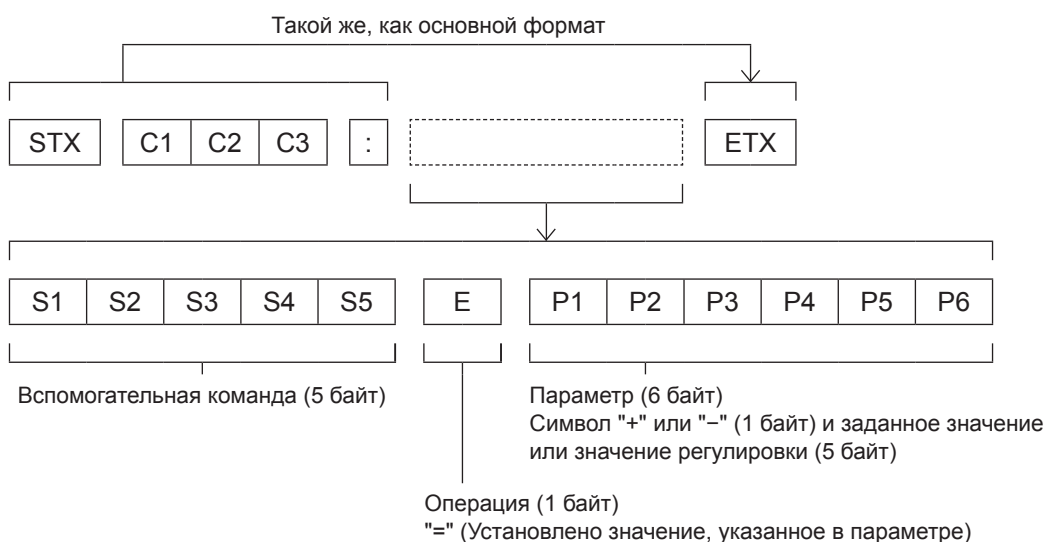 Такой же, как основной формат
STX C1 C2 C3 : ETX
S1 S2 S3 S4 S5 E P1 P2 P3 P4 P5 P6
Вспомогательная команда (5 байт)
Параметр (6 байт)
Символ "+" или "−" (1 байт) и заданное значение
или значение регулировки (5 байт)
Операция (1 байт)
"=" (Установлено значение, указанное в параметре)